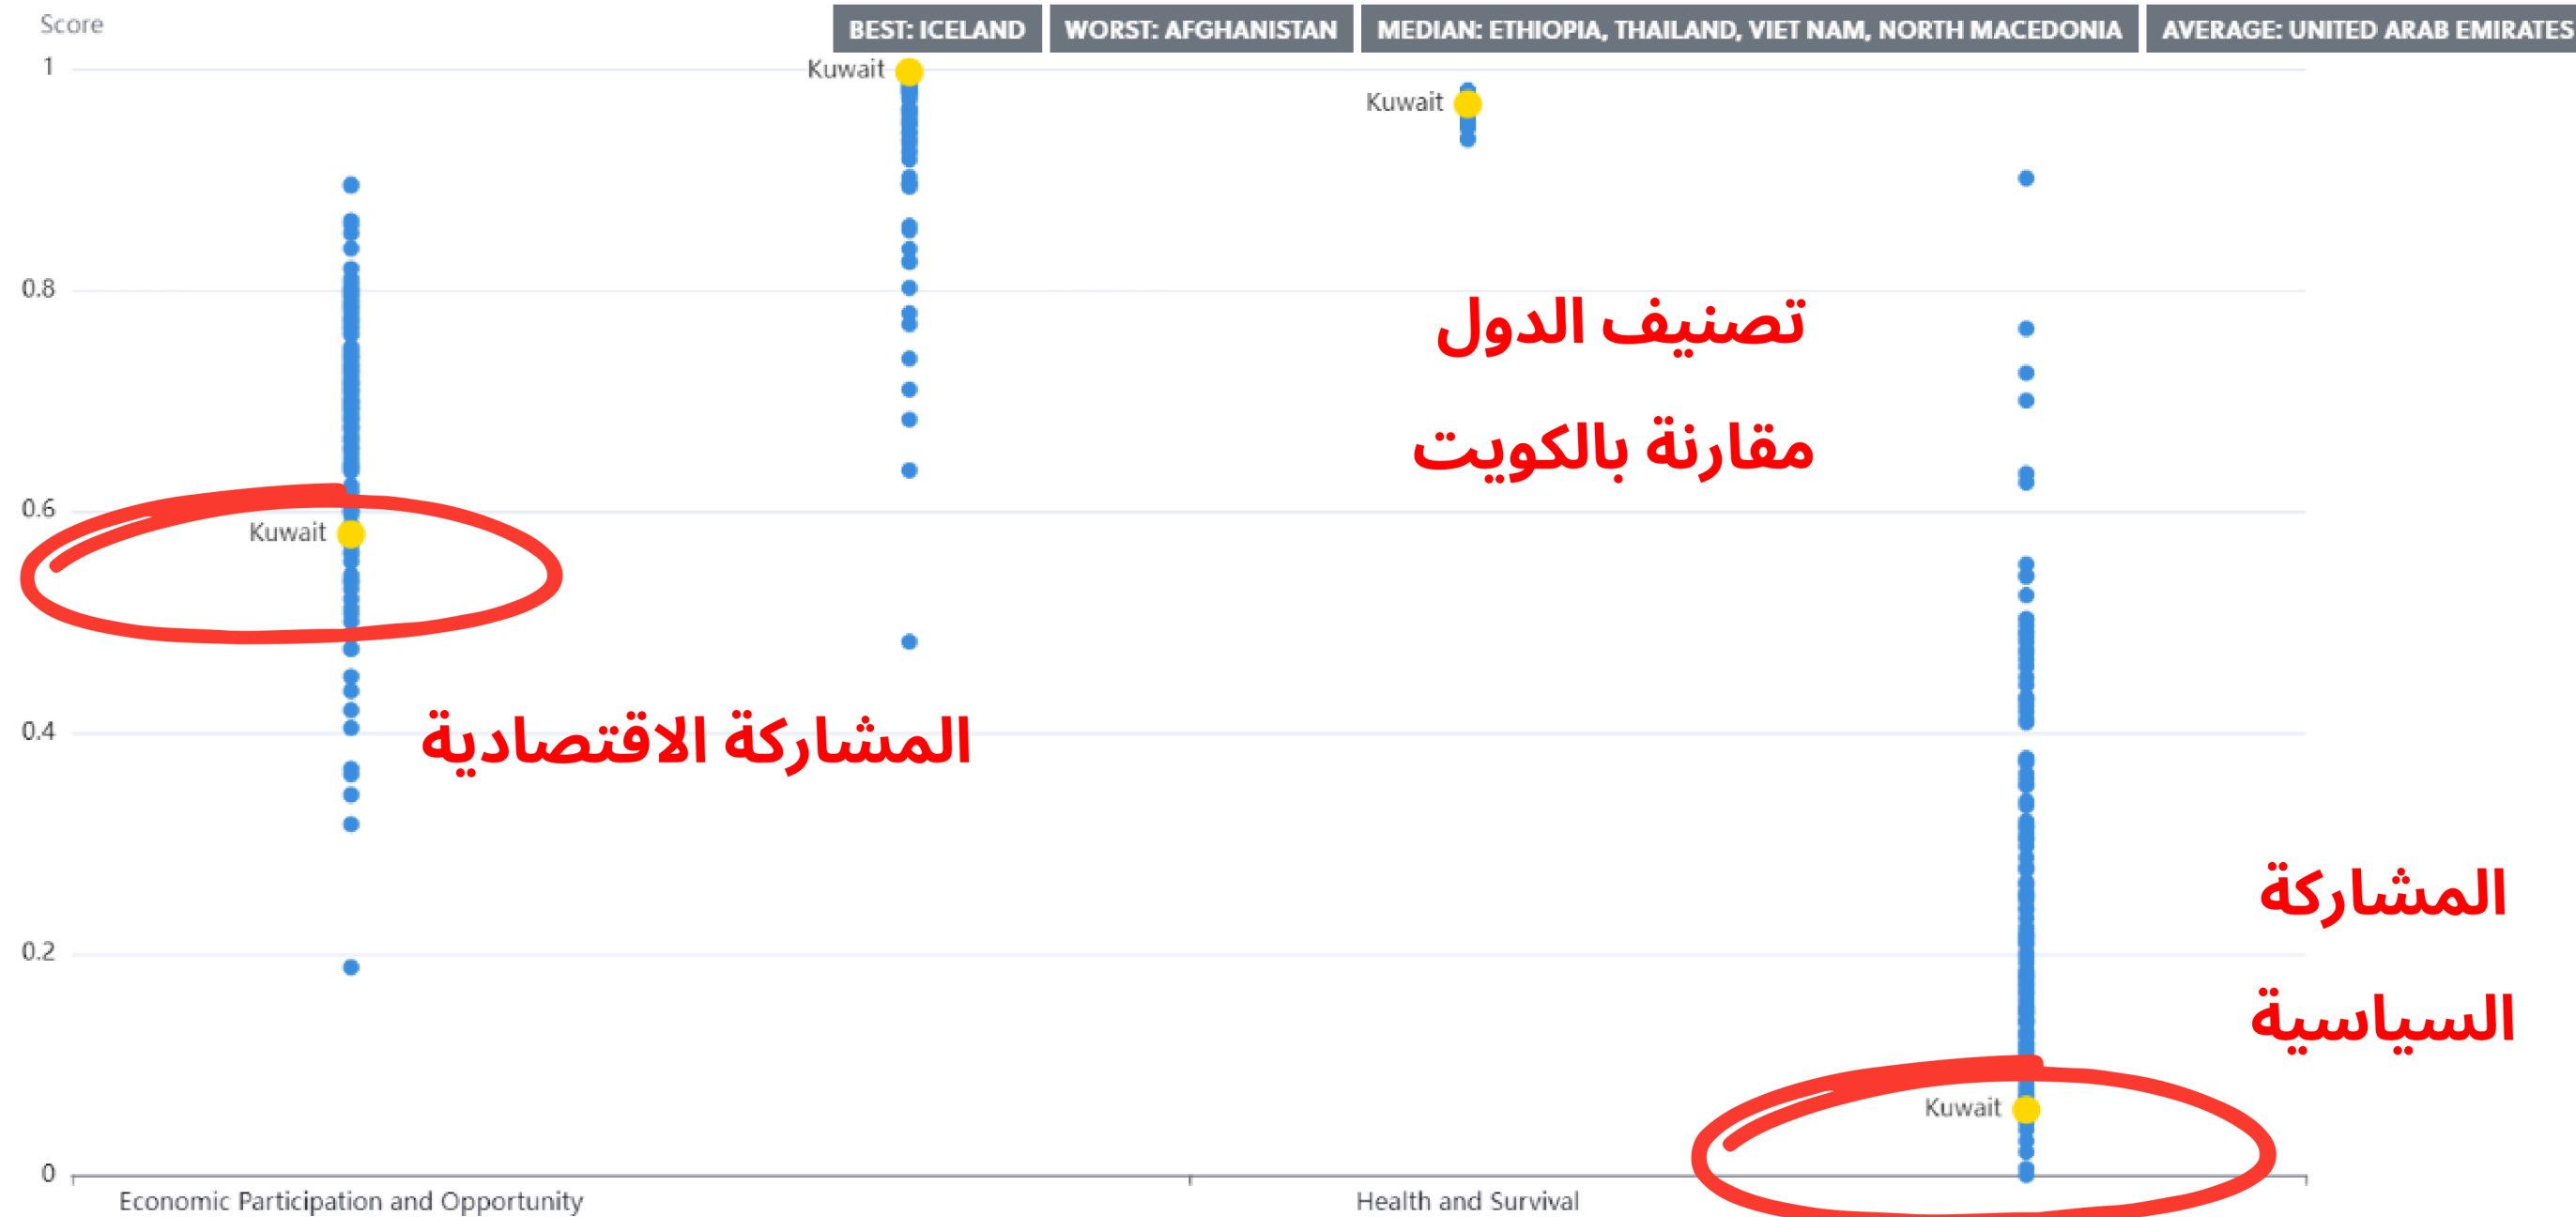 Score
BEST: ICELAND
WORST: AFGHANISTAN
MEDIAN: ETHIOPIA, THAILAND, VIET NAM, NORTH MACEDONIA
AVERAGE: UNITED ARAB EMIRATES
1
Kuwait
Kuwait
0.8
تصنيف الدول
مقارنة بالكويت
0.6
Kuwait
0.4
المشاركة الاقتصادية
المشاركة
السياسية
0.2
Kuwait
0
Economic Participation and Opportunity
Health and Survival